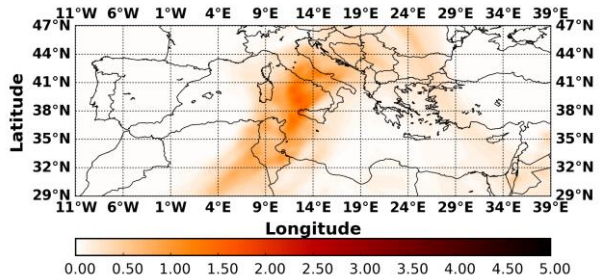 11°W 6°W 1°W 4°E 9°E 14°E 19°E 24°E 29°E 34°E 39°E
47°N 47°N
44°N 44°N
41°N 41°N
38°N 38°N
35°N 35°N
32°N 32°N
29°N 29°N
11°W 6°W 1°W 4°E 9°E 14°E 19°E 24°E 29°E 34°E 39°E
Latitude
Longitude
0.00 0.50 1.00 1.50 2.00 2.50 3.00 3.50 4.00 4.50 5.00